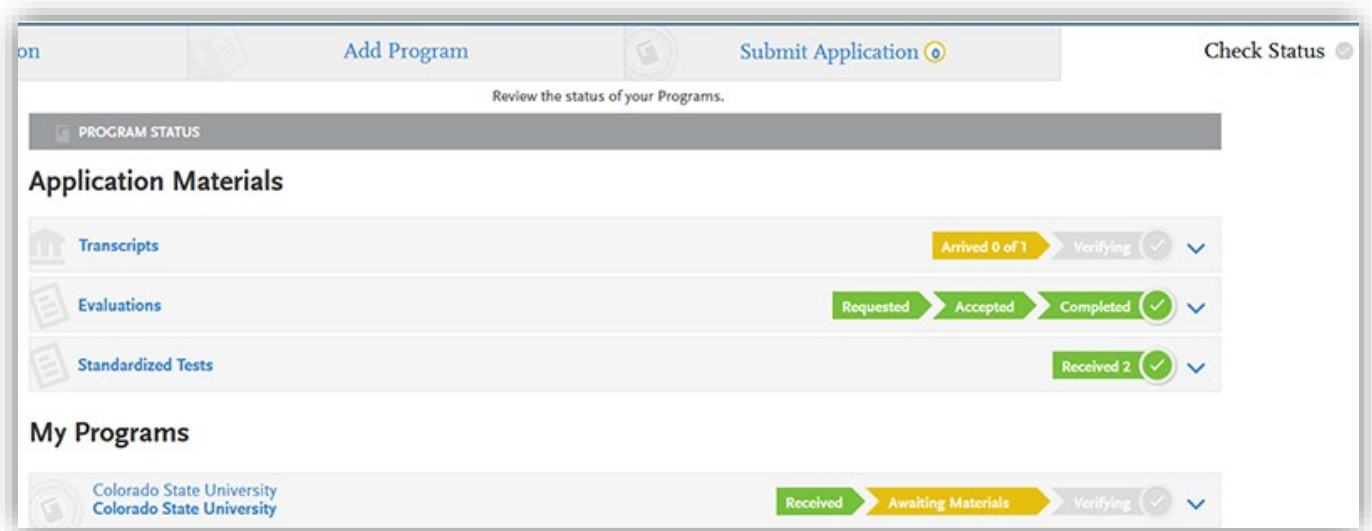 on
Add Program
Submit Application 0
Check Status
Review the status of your Programs.
PROGRAM STATUS
Application Materials
Transcripts
Arrived 0 of 1 Verifying
Evaluations
Requested Accepted Completed
Standardized Tests
Received 2
My Programs
Colorado State University
Colorado State University
Received Awaiting Materials Verifying